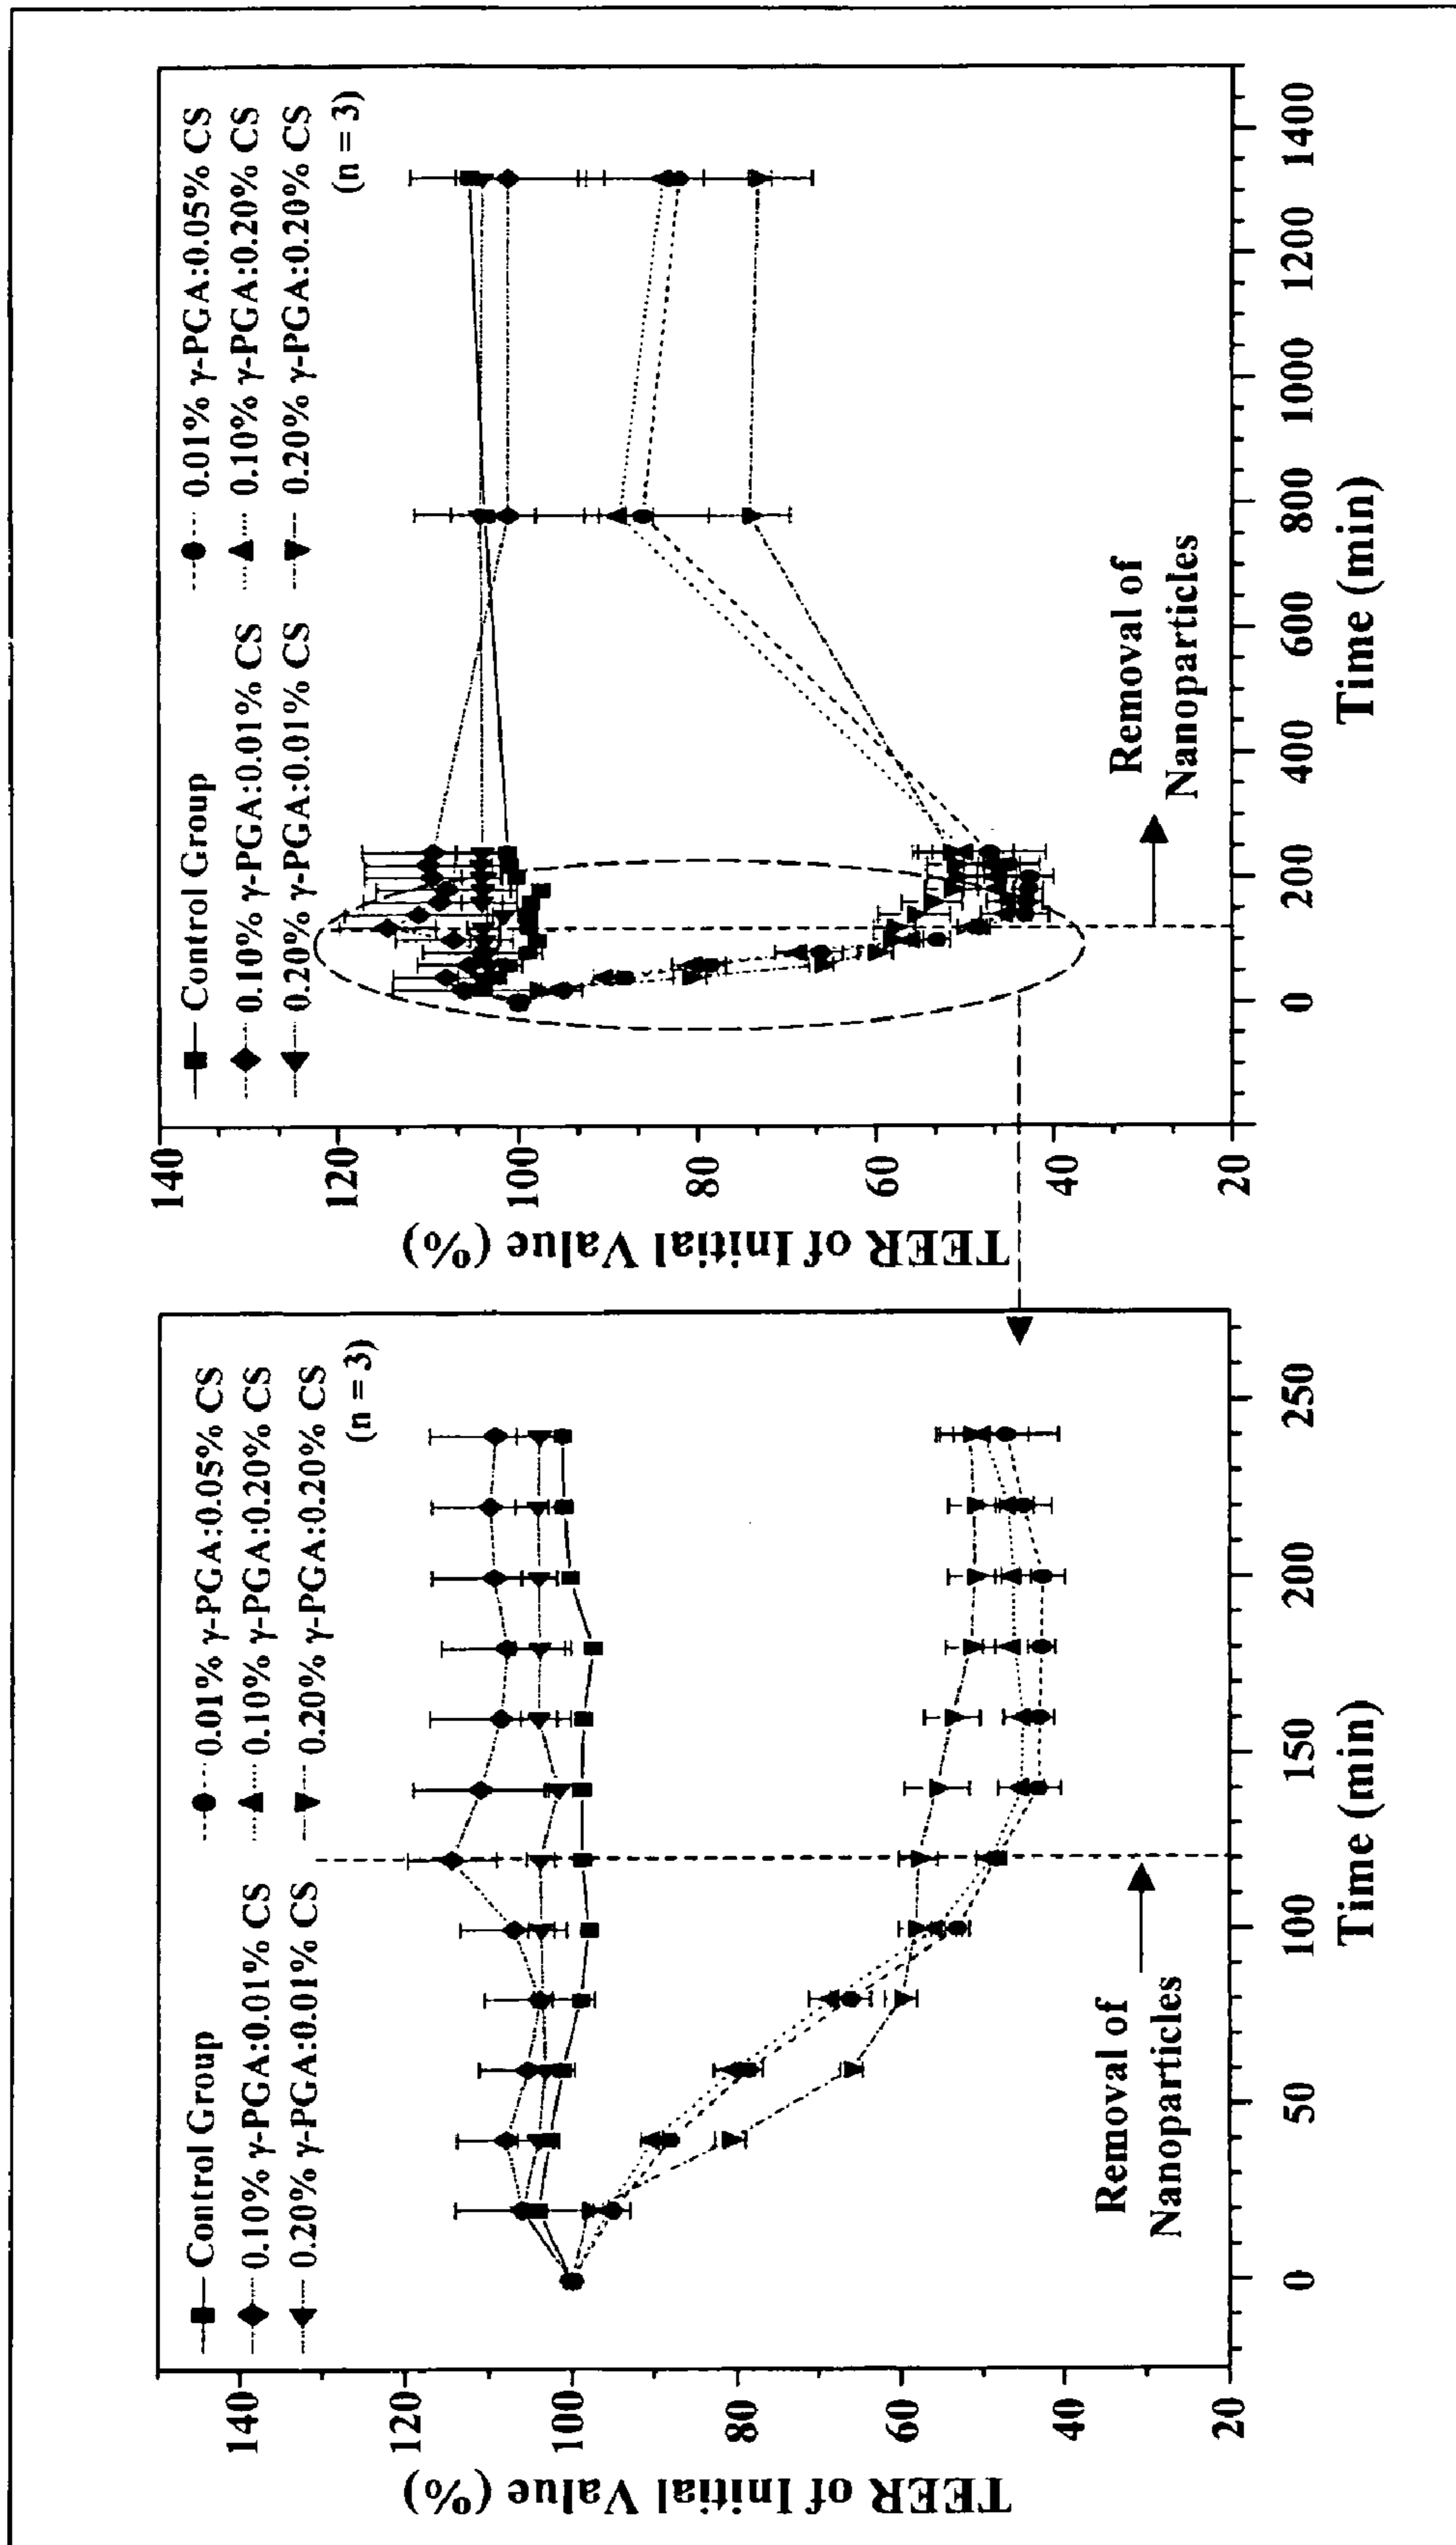 Control Group
0.01% γ-PGA:0.05% CS
0.10% γ-PGA:0.01% CS
0.10% γ-PGA:0.20% CS
0.20% γ-PGA:0.01% CS
0.20% γ-PGA:0.20% CS
(n = 3)
TEER of Initial Value (%)
140
120
100
80
60
40
20
Removal of
Nanoparticles
0
50
100
150
200
250
Time (min)
Control Group
0.01% γ-PGA:0.05% CS
0.10% γ-PGA:0.01% CS
0.10% γ-PGA:0.20% CS
0.20% γ-PGA:0.01% CS
0.20% γ-PGA:0.20% CS
(n = 3)
TEER of Initial Value (%)
140
120
100
80
60
40
20
Removal of
Nanoparticles
0
200
400
600
800
1000
1200
1400
Time (min)